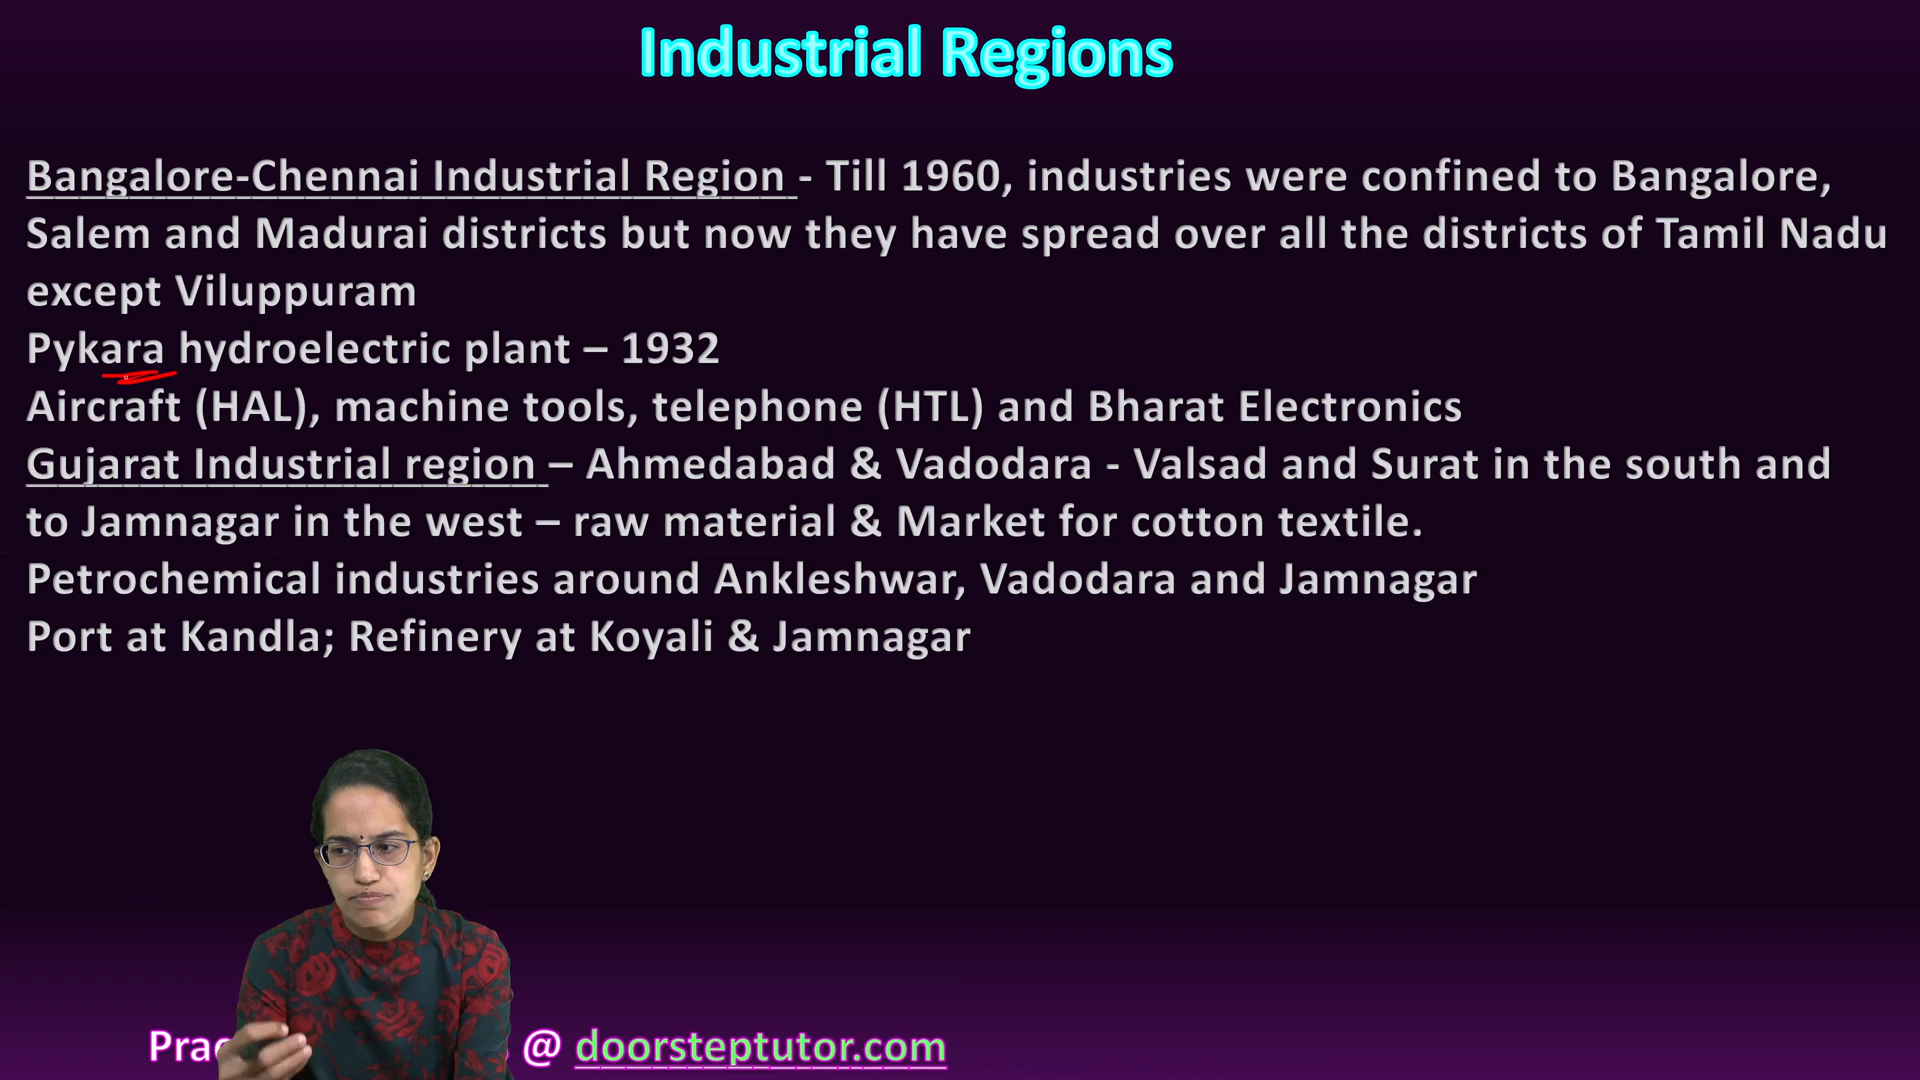 Industrial Regions
Bangalore-Chennai Industrial Region - Till 1960, industries were confined to Bangalore,
Salem and Madurai districts but now they have spread over all the districts of Tamil Nadu
except Viluppuram
Pykara hydroelectric plant – 1932
Aircraft (HAL), machine tools, telephone (HTL) and Bharat Electronics
Gujarat Industrial region – Ahmedabad & Vadodara - Valsad and Surat in the south and
to Jamnagar in the west – raw material & Market for cotton textile.
Petrochemical industries around Ankleshwar, Vadodara and Jamnagar
Port at Kandla; Refinery at Koyali & Jamnagar
@ doorsteptutor.com